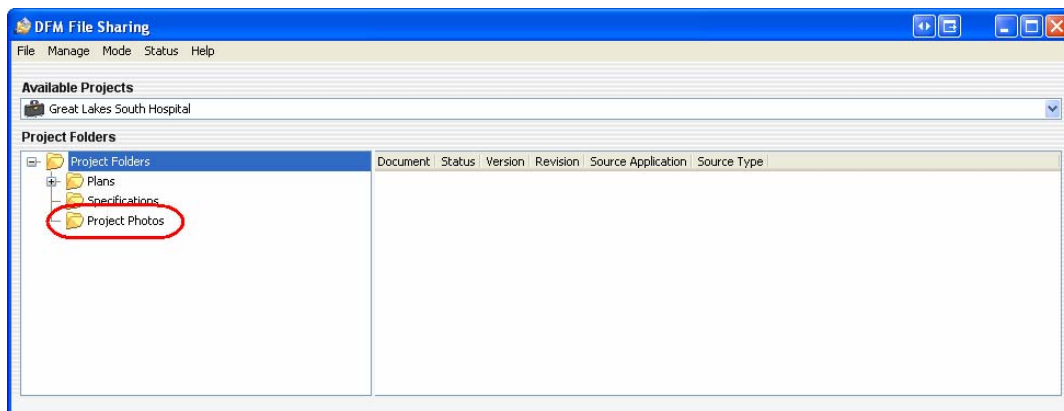 DFM File Sharing
File Manage Mode Status Help
Available Projects
Great Lakes South Hospital
Project Folders
Project Folders
Document Status Version Revision Source Application Source Type
Plans
Specifications
Project Photos